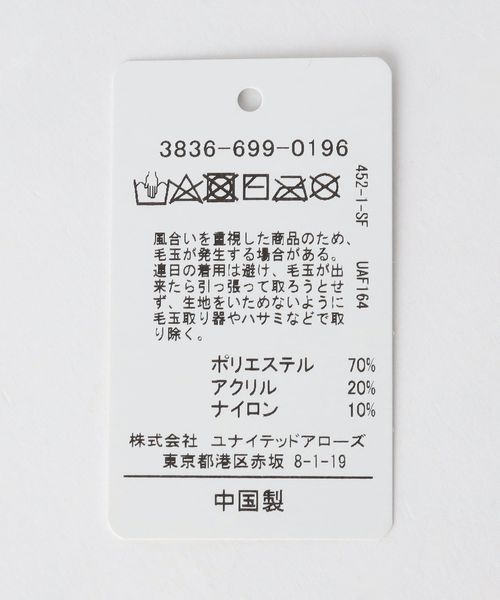 3836-699-0196
452-1-SF UAF164
風合いを重視した商品のため、
毛玉が発生する場合がある。
連日の着用は避け、毛玉が出
来たら引っ張って取ろうとせ
ず、生地をいためないように
毛玉取り器やハサミなどで取
り除く。
ポリエステル 70%
アクリル 20%
ナイロン 10%
株式会社 ユナイテッドアローズ
東京都港区赤坂 8-1-19
中国製